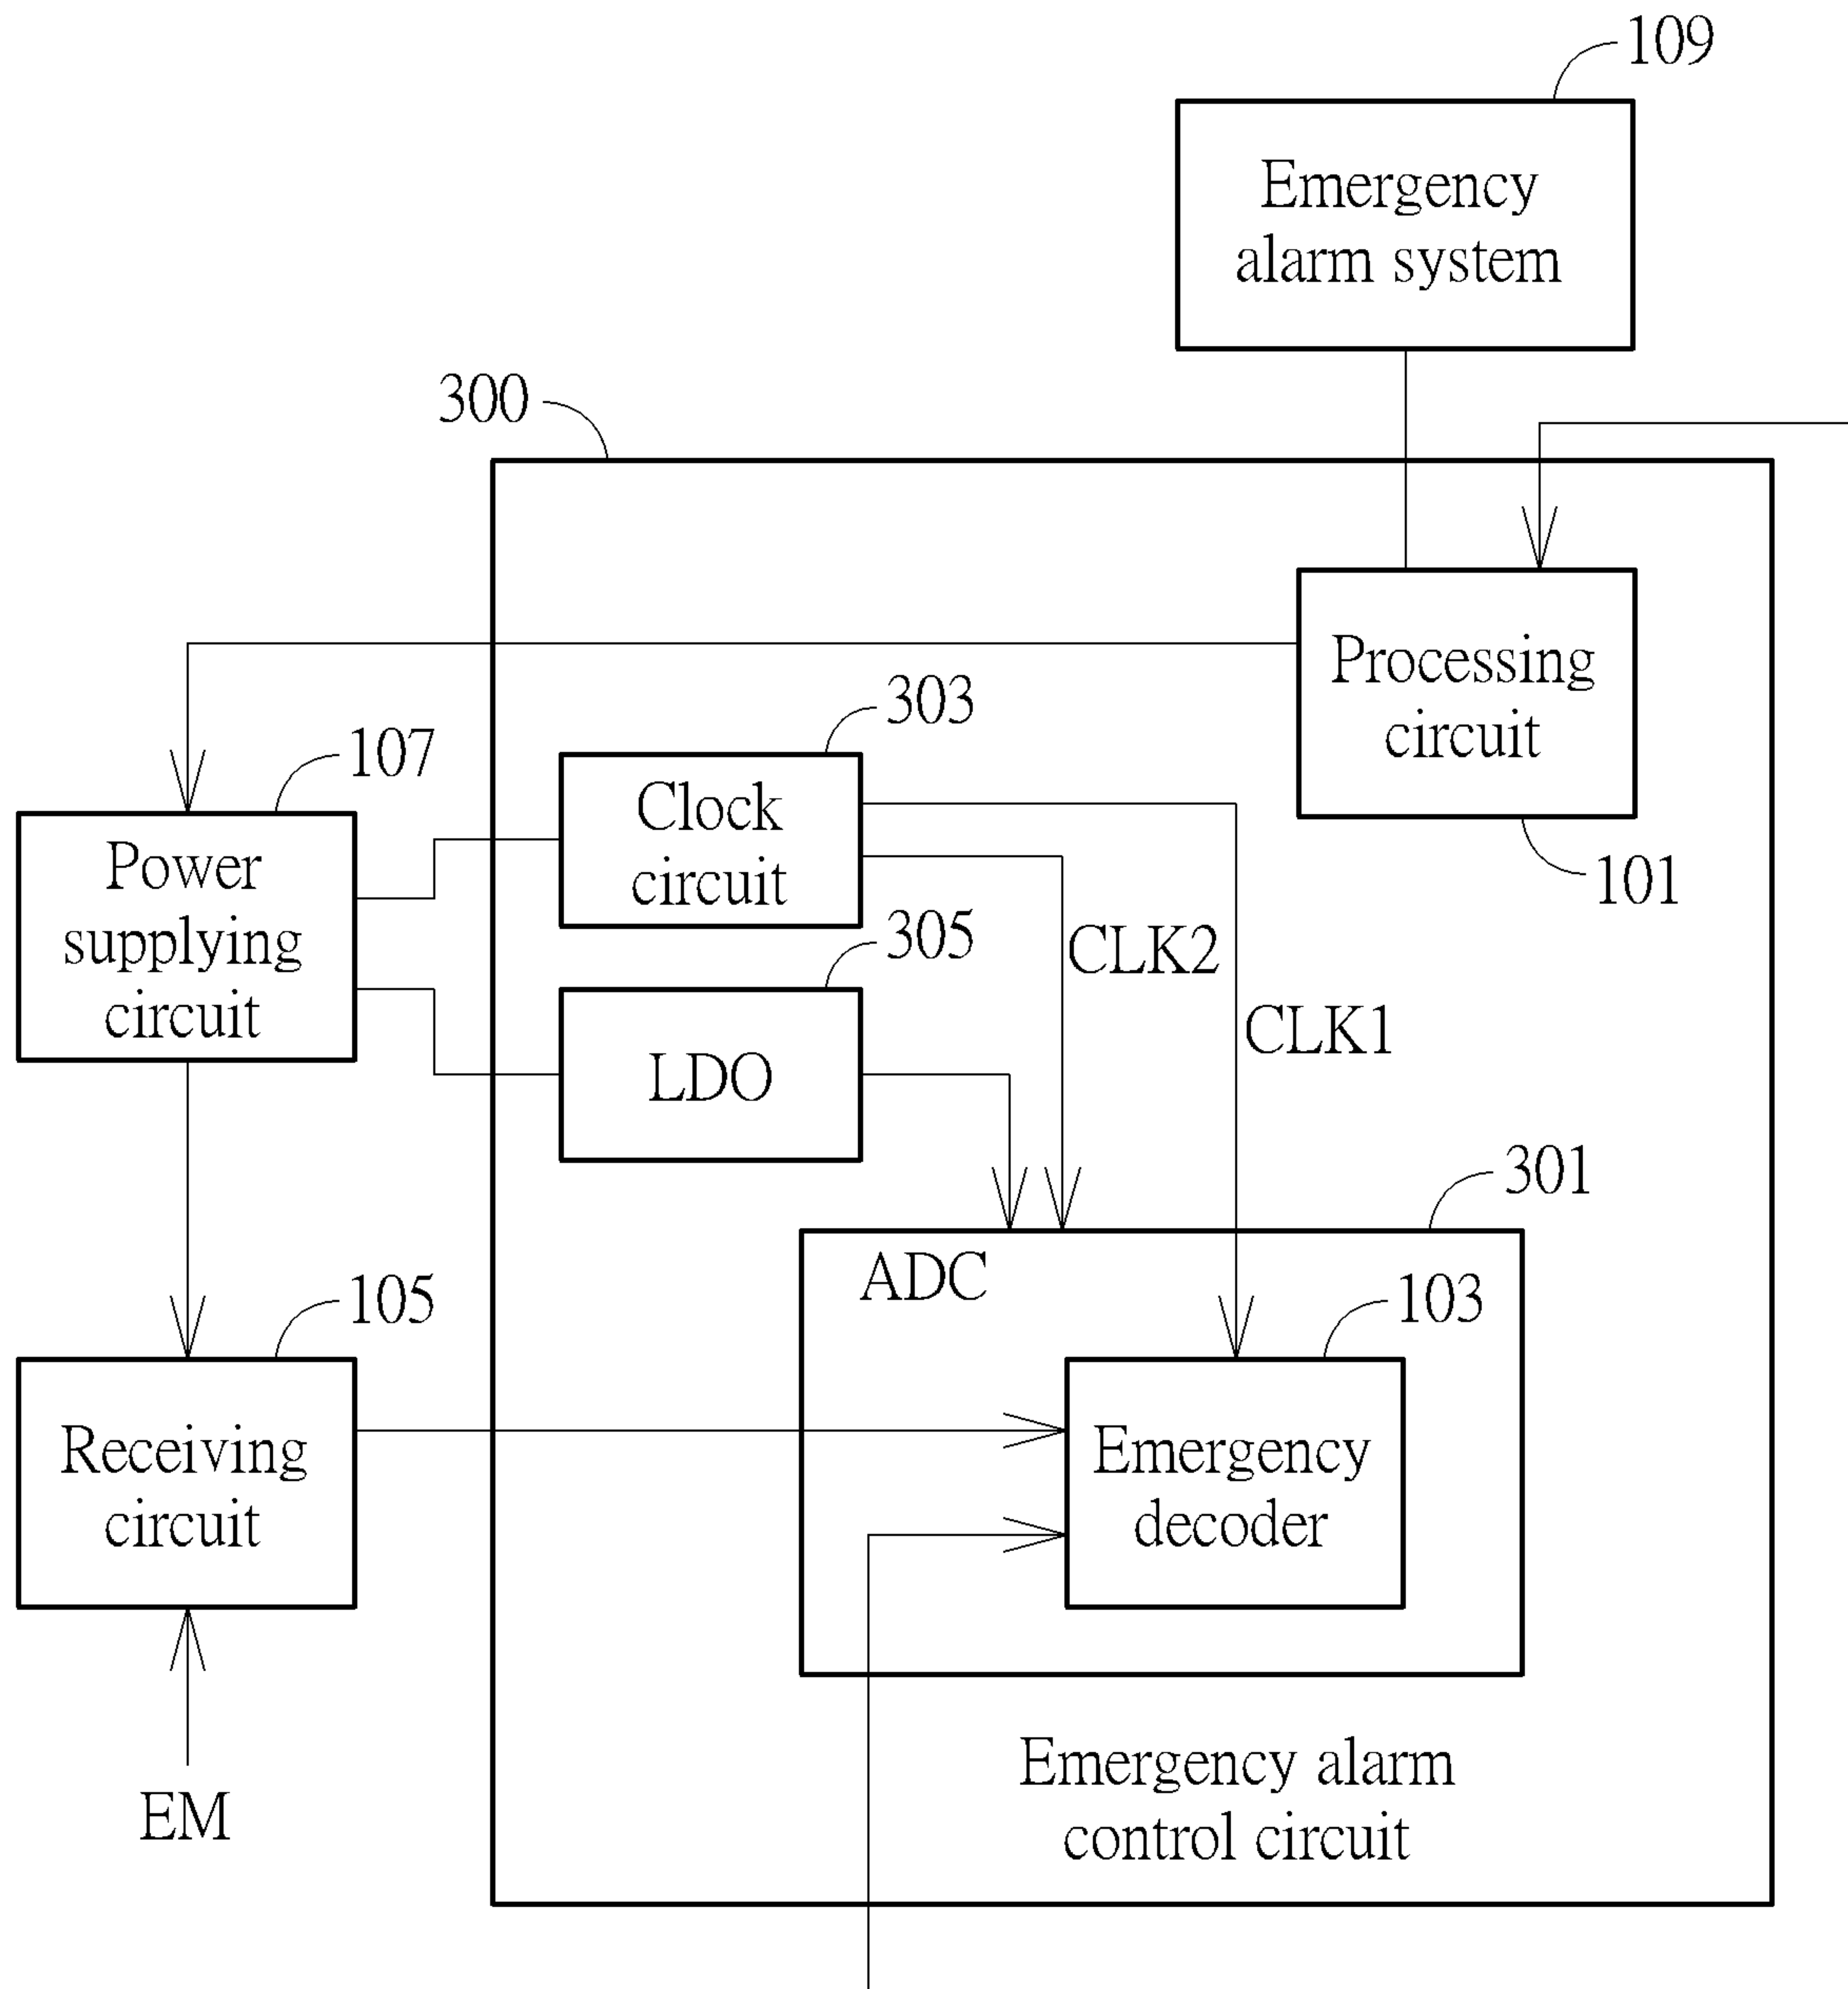 109
Emergency
alarm system
300
Processing
circuit
101
303
Clock
circuit
107
Power
supplying
circuit
305
LDO
CLK2
CLK1
301
ADC
103
Emergency
decoder
105
Receiving
circuit
EM
Emergency alarm
control circuit